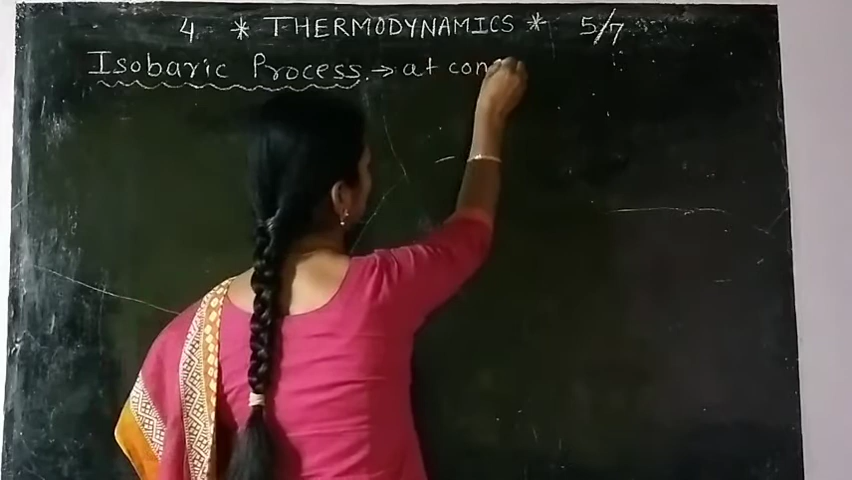 4 * THERMODYNAMICS * 5/7
Isobaric Process → at con